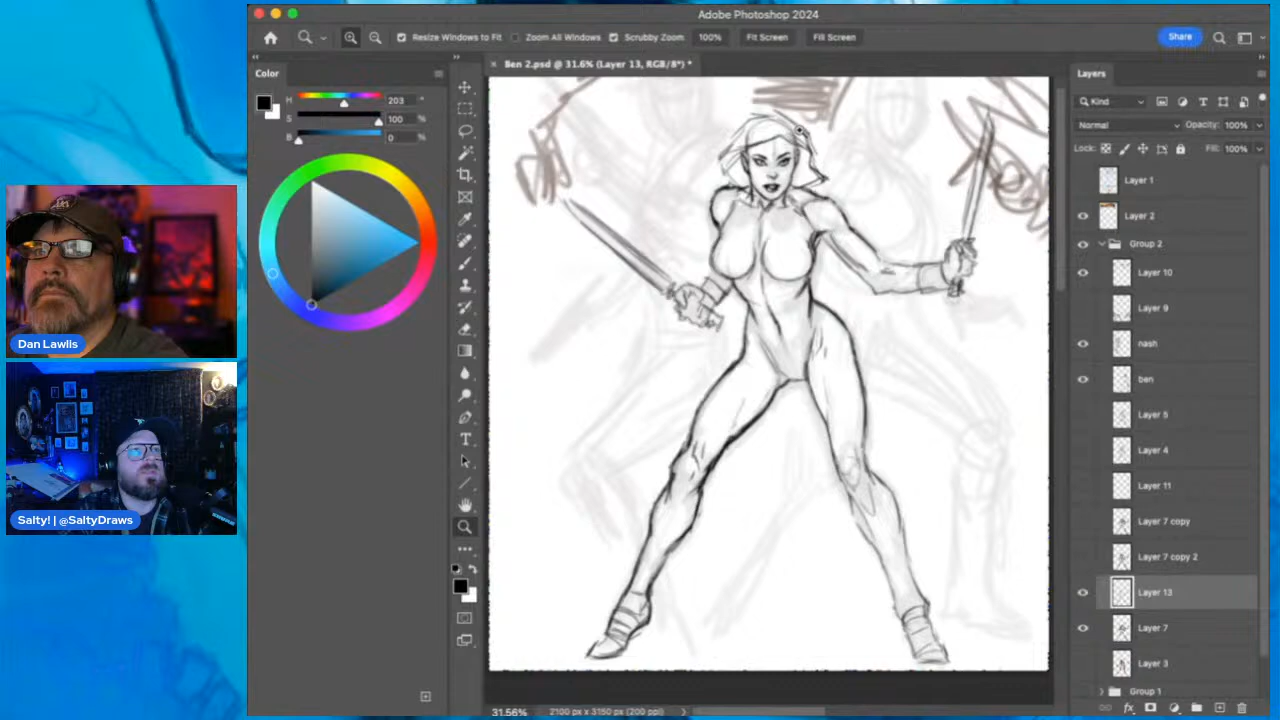 Adobe Photoshop 2024
Resize Windows to Fit
Zoom All Windows
Scrubby Zoom
100%
Fit Screen
Fill Screen
Share
Color
Ben 2.psd @ 31.6% (Layer 13, RGB/8*) *
Layers
H
203
°
S
100
%
B
0
%
Kind
Normal
Opacity:
100%
Lock:
Fill:
100%
Layer 1
Layer 2
Group 2
Layer 10
Layer 9
nash
ben
Layer 5
Layer 4
Layer 11
Layer 7 copy
Layer 7 copy 2
Layer 13
Layer 7
Layer 3
Group 1
Dan Lawlis
Salty! | @SaltyDraws
31.56%
2100 px x 3150 px (200 ppi)